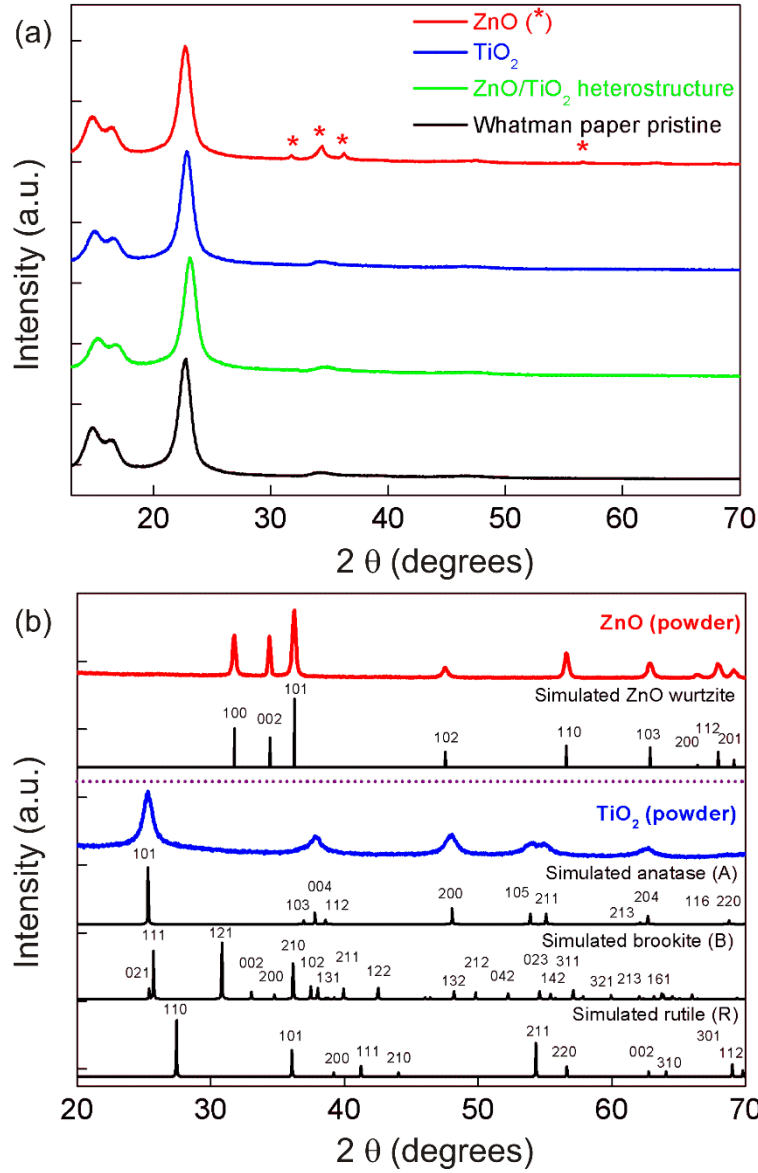 (a)
ZnO (*)
TiO₂
ZnO/TiO₂ heterostructure
Whatman paper pristine
* * * *
Intensity (a.u.)
20 30 40 50 60 70
2 θ (degrees)
(b)
ZnO (powder)
Simulated ZnO wurtzite
100 002 101 102 110 103 200 112 201
TiO₂ (powder)
Simulated anatase (A)
101 103 004 112 200 105 211 213 204 116 220
Simulated brookite (B)
021 111 121 002 200 210 102 131 211 122 132 212 042 023 142 311 321 213 161
Simulated rutile (R)
110 101 200 111 210 211 220 002 310 301 112
Intensity (a.u.)
20 30 40 50 60 70
2 θ (degrees)